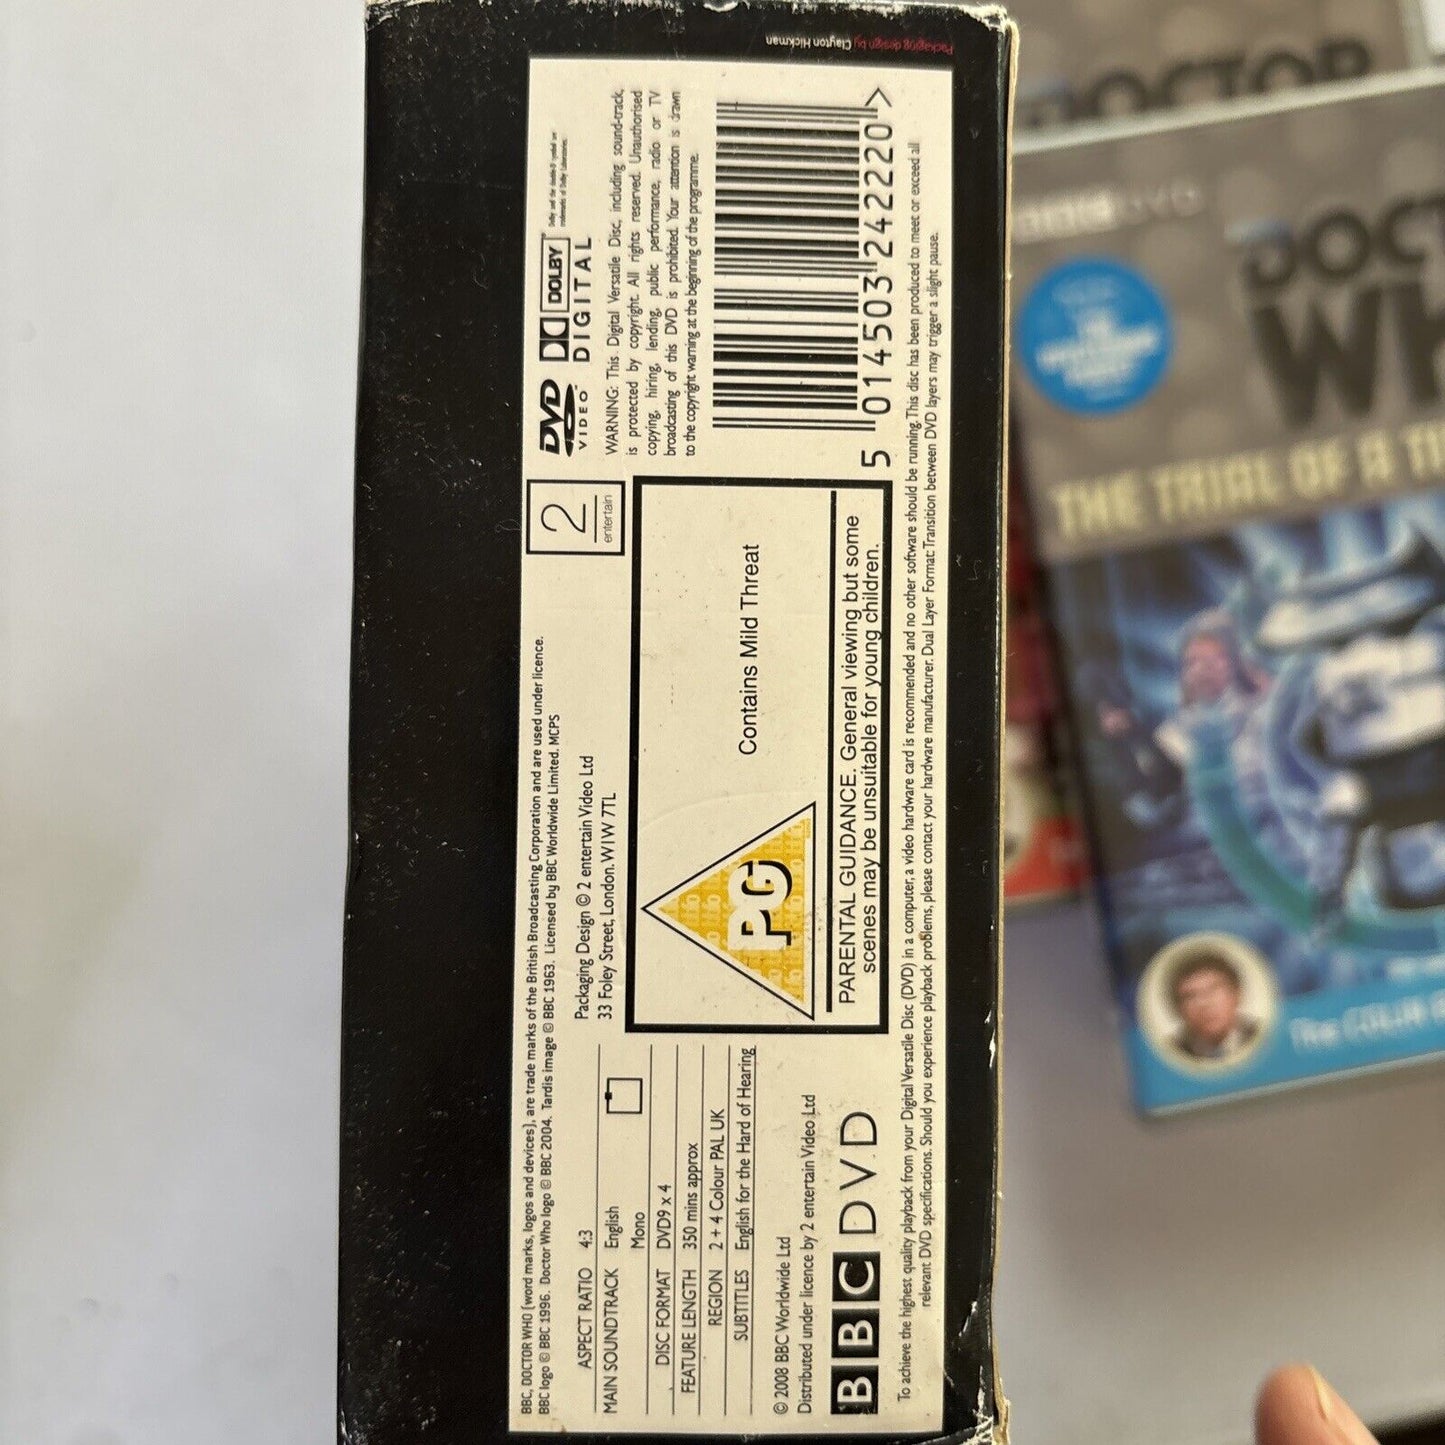 Packaging design by Clayton Hickman
BBC, DOCTOR WHO (word marks, logos and devices), are trade marks of the British Broadcasting Corporation and are used under licence.
BBC logo © BBC 1996. Doctor Who logo © BBC 2004. Tardis image © BBC 1963. Licensed by BBC Worldwide Limited. MCPS
ASPECT RATIO 4:3
MAIN SOUNDTRACK English
Mono
DISC FORMAT DVD9 x 4
FEATURE LENGTH 350 mins approx
REGION 2 + 4 Colour PAL UK
SUBTITLES English for the Hard of Hearing
© 2008 BBC Worldwide Ltd
Distributed under licence by 2 entertain Video Ltd
BBC DVD
Packaging Design © 2 entertain Video Ltd
33 Foley Street, London. W1W 7TL
2
entertain
PG
Contains Mild Threat
PARENTAL GUIDANCE. General viewing but some
scenes may be unsuitable for young children.
DVD
VIDEO
DOLBY
DIGITAL
WARNING: This Digital Versatile Disc, including sound-track,
is protected by copyright. All rights reserved. Unauthorised
copying, hiring, lending, public performance, radio or TV
broadcasting of this DVD is prohibited. Your attention is drawn
to the copyright warning at the beginning of the programme.
5 014503 242220 >
To achieve the highest quality playback from your Digital Versatile Disc (DVD) in a computer, a video hardware card is recommended and no other software should be running. This disc has been produced to meet or exceed all
relevant DVD specifications. Should you experience playback problems, please contact your hardware manufacturer. Dual Layer Format: Transition between DVD layers may trigger a slight pause.
DOCTOR
DVD
DOCT
WH
THE TRIAL OF A TI
The COLIN